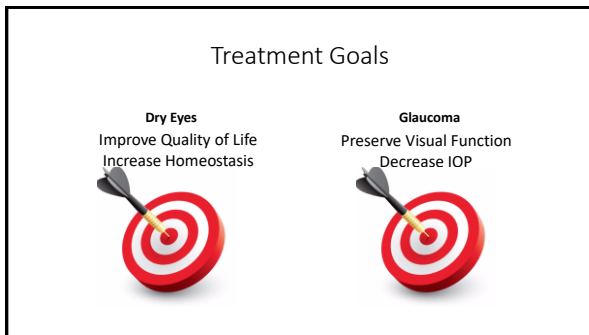 Treatment Goals
Dry Eyes
Improve Quality of Life
Increase Homeostasis
Glaucoma
Preserve Visual Function
Decrease IOP